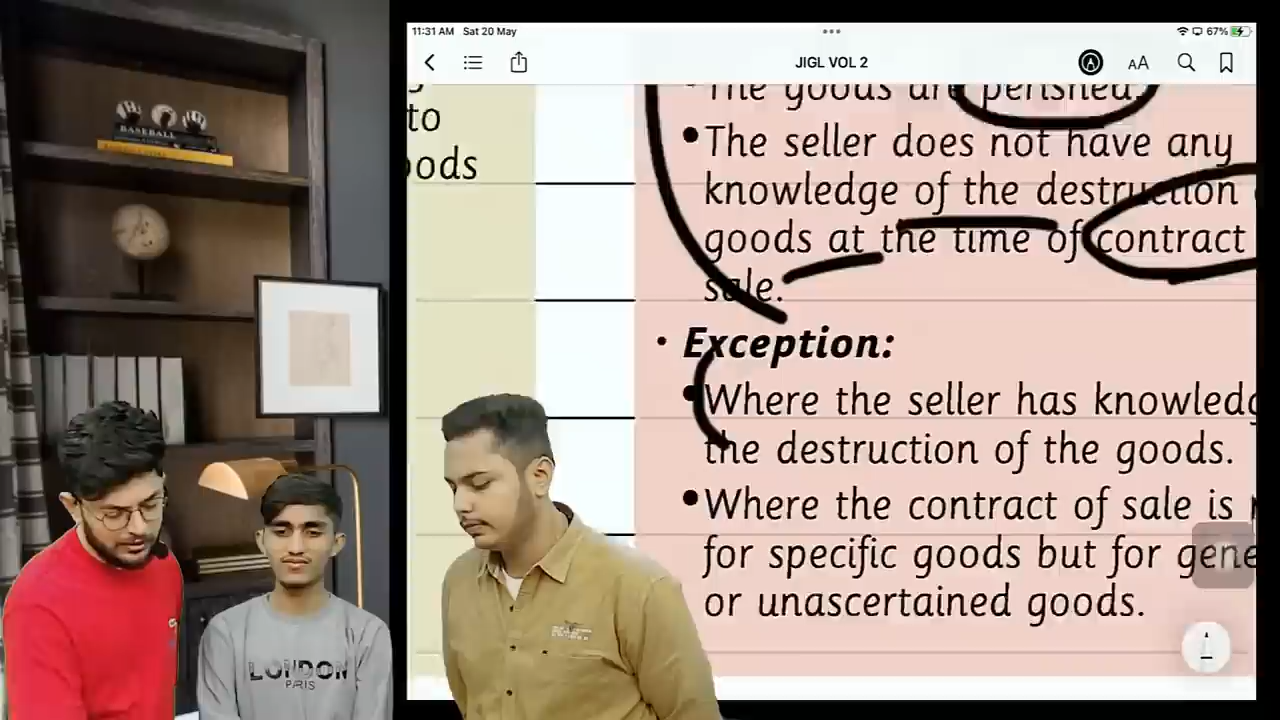 11:31 AM Sat 20 May
67%
JIGL VOL 2
AA
to
oods
The goods are perished.
The seller does not have any
knowledge of the destruction
goods at the time of contract
sale.
Exception:
Where the seller has knowledg
the destruction of the goods.
Where the contract of sale is
for specific goods but for gene
or unascertained goods.
BASEBALL
LONDON
PARIS